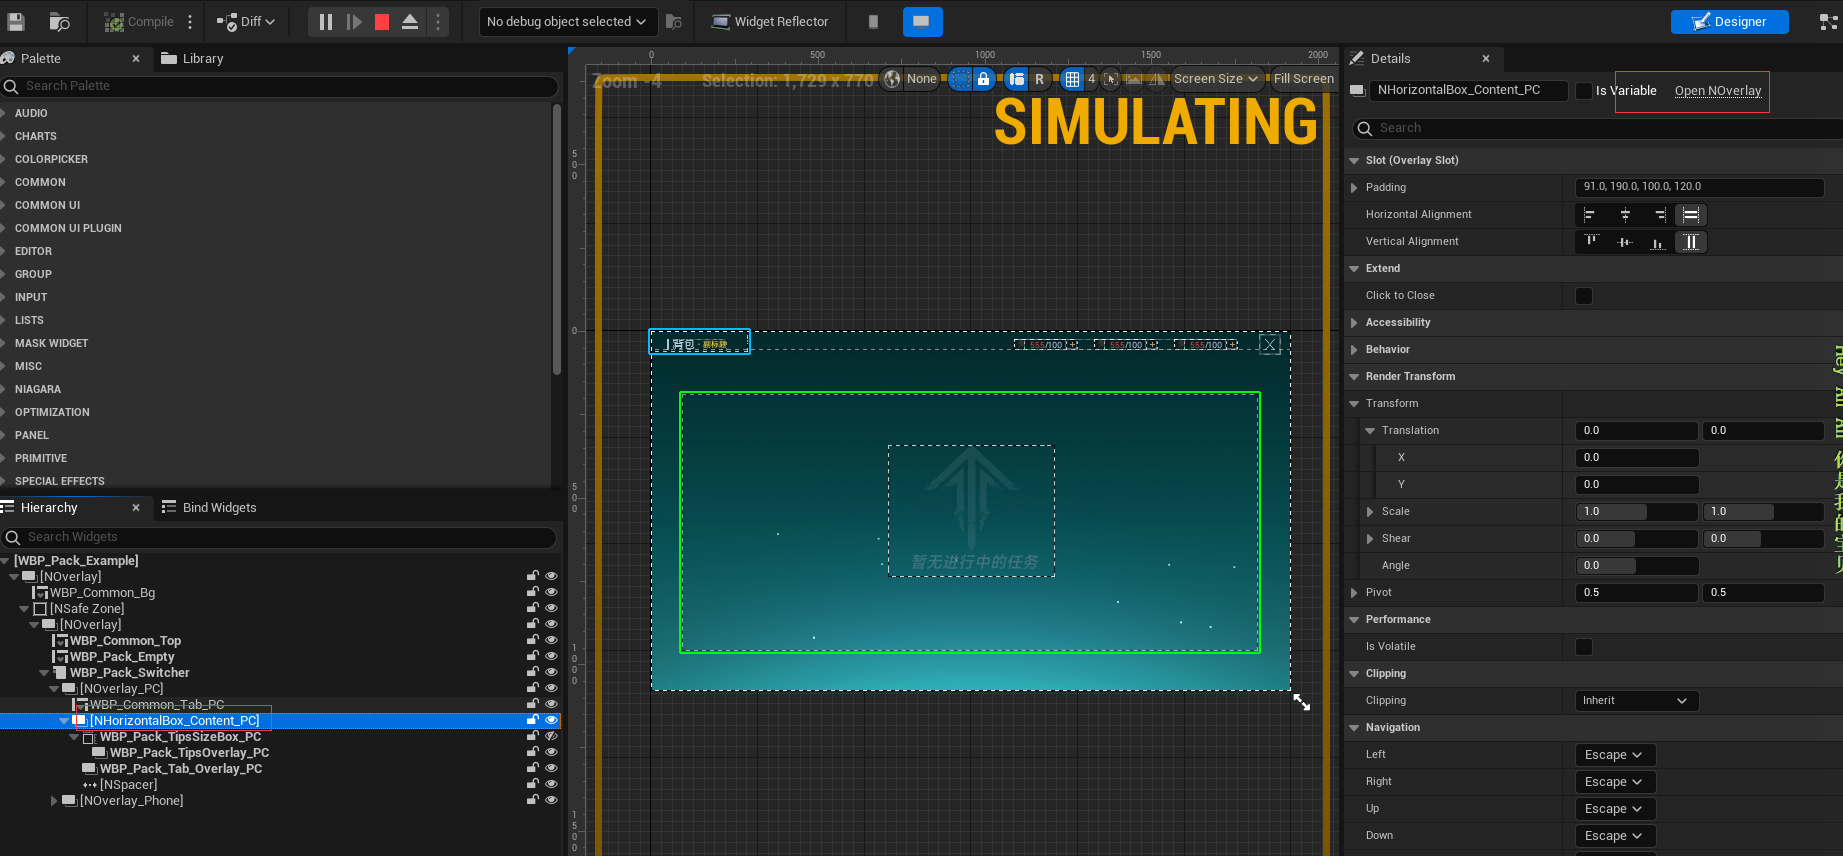 Compile
Diff
No debug object selected
Widget Reflector
Designer
Palette
Library
Search Palette
AUDIO
CHARTS
COLORPICKER
COMMON
COMMON UI
COMMON UI PLUGIN
EDITOR
GROUP
INPUT
LISTS
MASK WIDGET
MISC
NIAGARA
OPTIMIZATION
PANEL
PRIMITIVE
SPECIAL EFFECTS
Hierarchy
Bind Widgets
Search Widgets
[WBP_Pack_Example]
[NOverlay]
WBP_Common_Bg
[NSafe Zone]
[NOverlay]
WBP_Common_Top
WBP_Pack_Empty
WBP_Pack_Switcher
[NOverlay_PC]
WBP_Common_Tab_PC
[NHorizontalBox_Content_PC]
WBP_Pack_TipsSizeBox_PC
WBP_Pack_TipsOverlay_PC
WBP_Pack_Tab_Overlay_PC
[NSpacer]
[NOverlay_Phone]
0 500 1000 1500 2000
Zoom -4
Selection: 1,729 x 770
None
R
4
Screen Size
Fill Screen
SIMULATING
500
0
500
1000
1500
背包 · 副标题
555/100
555/100
555/100
暂无进行中的任务
Details
NHorizontalBox_Content_PC
Is Variable
Open NOverlay
Search
Slot (Overlay Slot)
Padding
91.0, 190.0, 100.0, 120.0
Horizontal Alignment
Vertical Alignment
Extend
Click to Close
Accessibility
Behavior
Render Transform
Transform
Translation
0.0
0.0
X
0.0
Y
0.0
Scale
1.0
1.0
Shear
0.0
0.0
Angle
0.0
Pivot
0.5
0.5
Performance
Is Volatile
Clipping
Clipping
Inherit
Navigation
Left
Escape
Right
Escape
Up
Escape
Down
Escape